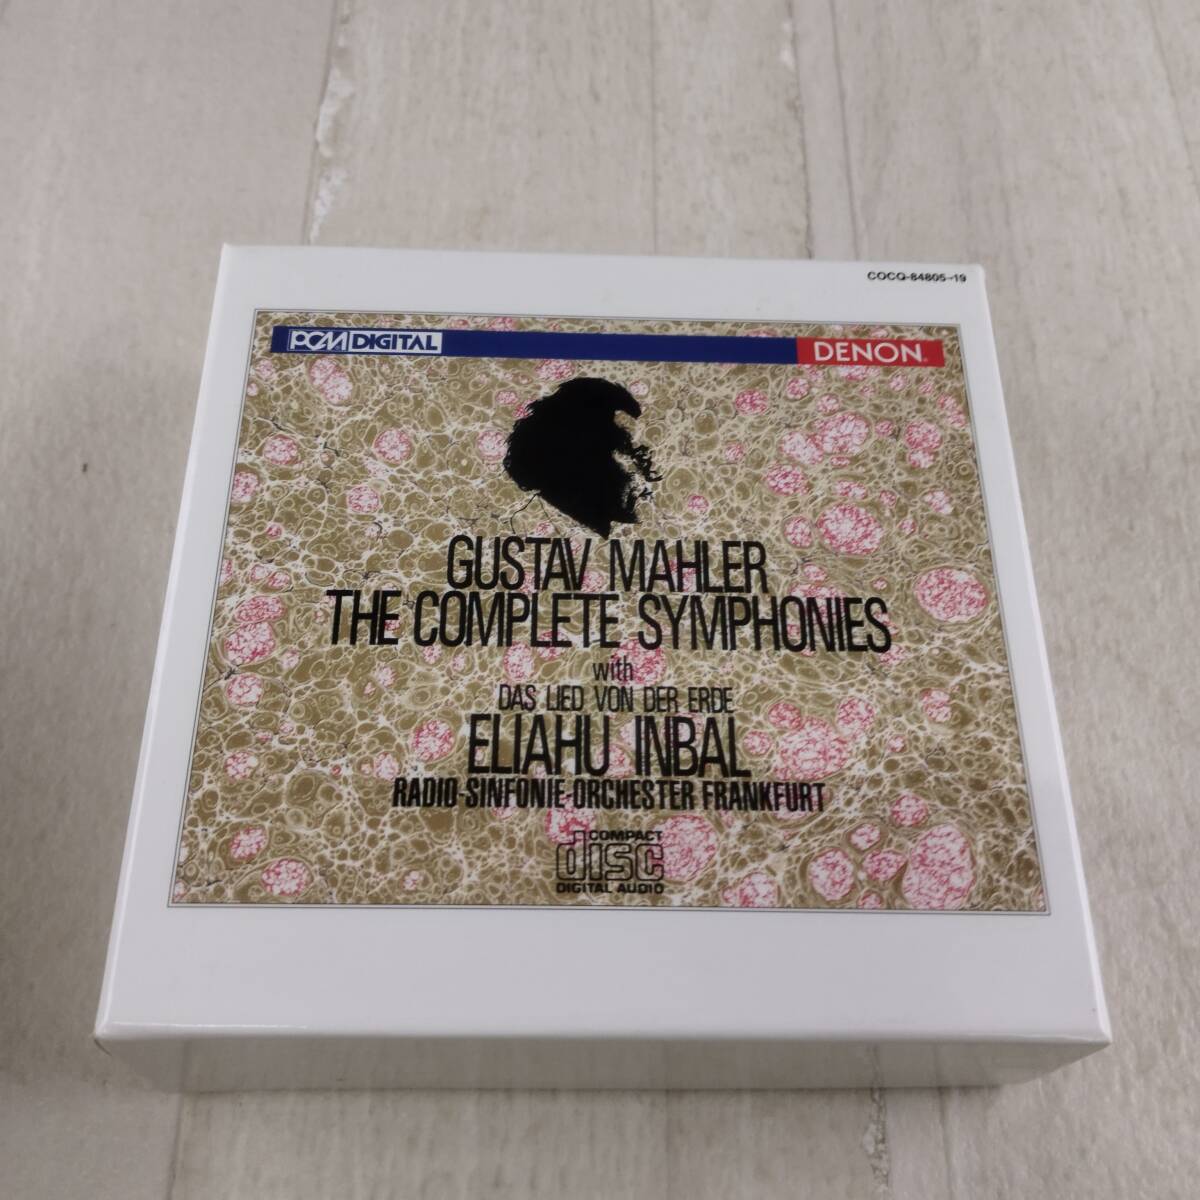 COCQ-84805-19
PCM DIGITAL
DENON
GUSTAV MAHLER
THE COMPLETE SYMPHONIES
with
DAS LIED VON DER ERDE
ELIAHU INBAL
RADIO-SINFONIE-ORCHESTER FRANKFURT
COMPACT
disc
DIGITAL AUDIO